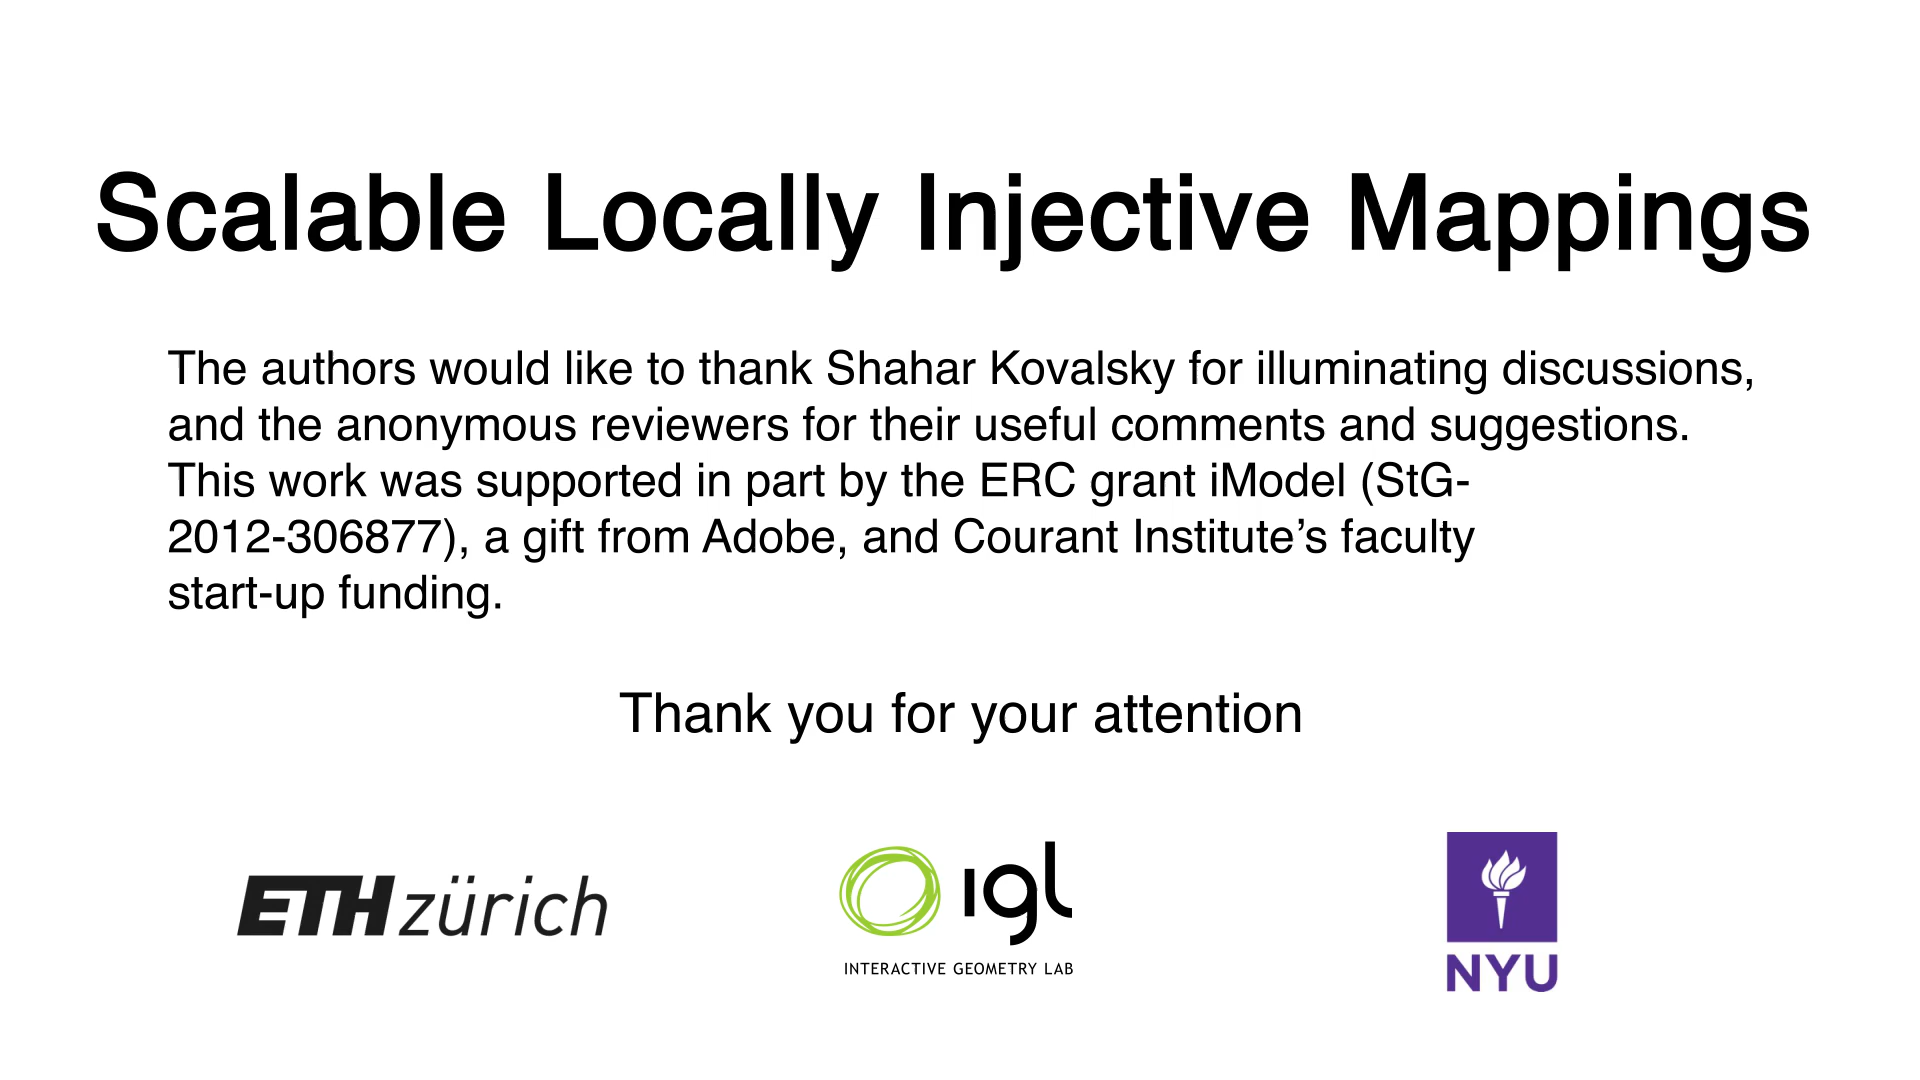 Scalable Locally Injective Mappings
The authors would like to thank Shahar Kovalsky for illuminating discussions,
and the anonymous reviewers for their useful comments and suggestions.
This work was supported in part by the ERC grant iModel (StG-
2012-306877), a gift from Adobe, and Courant Institute’s faculty
start-up funding.
Thank you for your attention
ETH zürich
igl
INTERACTIVE GEOMETRY LAB
NYU